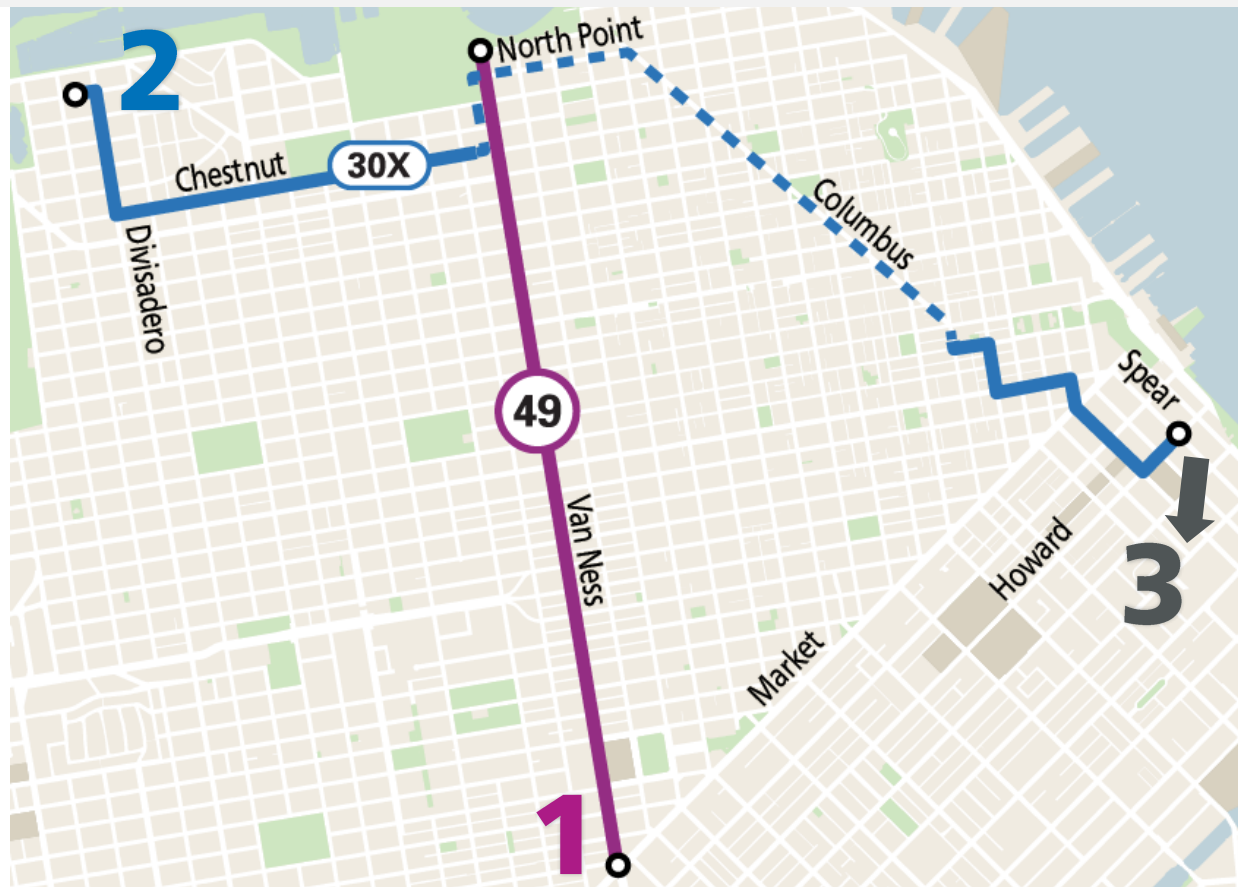 2
North Point
Chestnut
30X
Divisadero
Columbus
Spear
49
Van Ness
Howard
3
Market
1